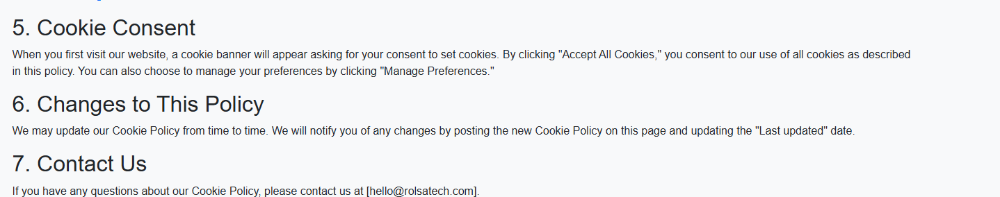 5. Cookie Consent
When you first visit our website, a cookie banner will appear asking for your consent to set cookies. By clicking "Accept All Cookies," you consent to our use of all cookies as described
in this policy. You can also choose to manage your preferences by clicking "Manage Preferences."
6. Changes to This Policy
We may update our Cookie Policy from time to time. We will notify you of any changes by posting the new Cookie Policy on this page and updating the "Last updated" date.
7. Contact Us
If you have any questions about our Cookie Policy, please contact us at [hello@rolsatech.com].